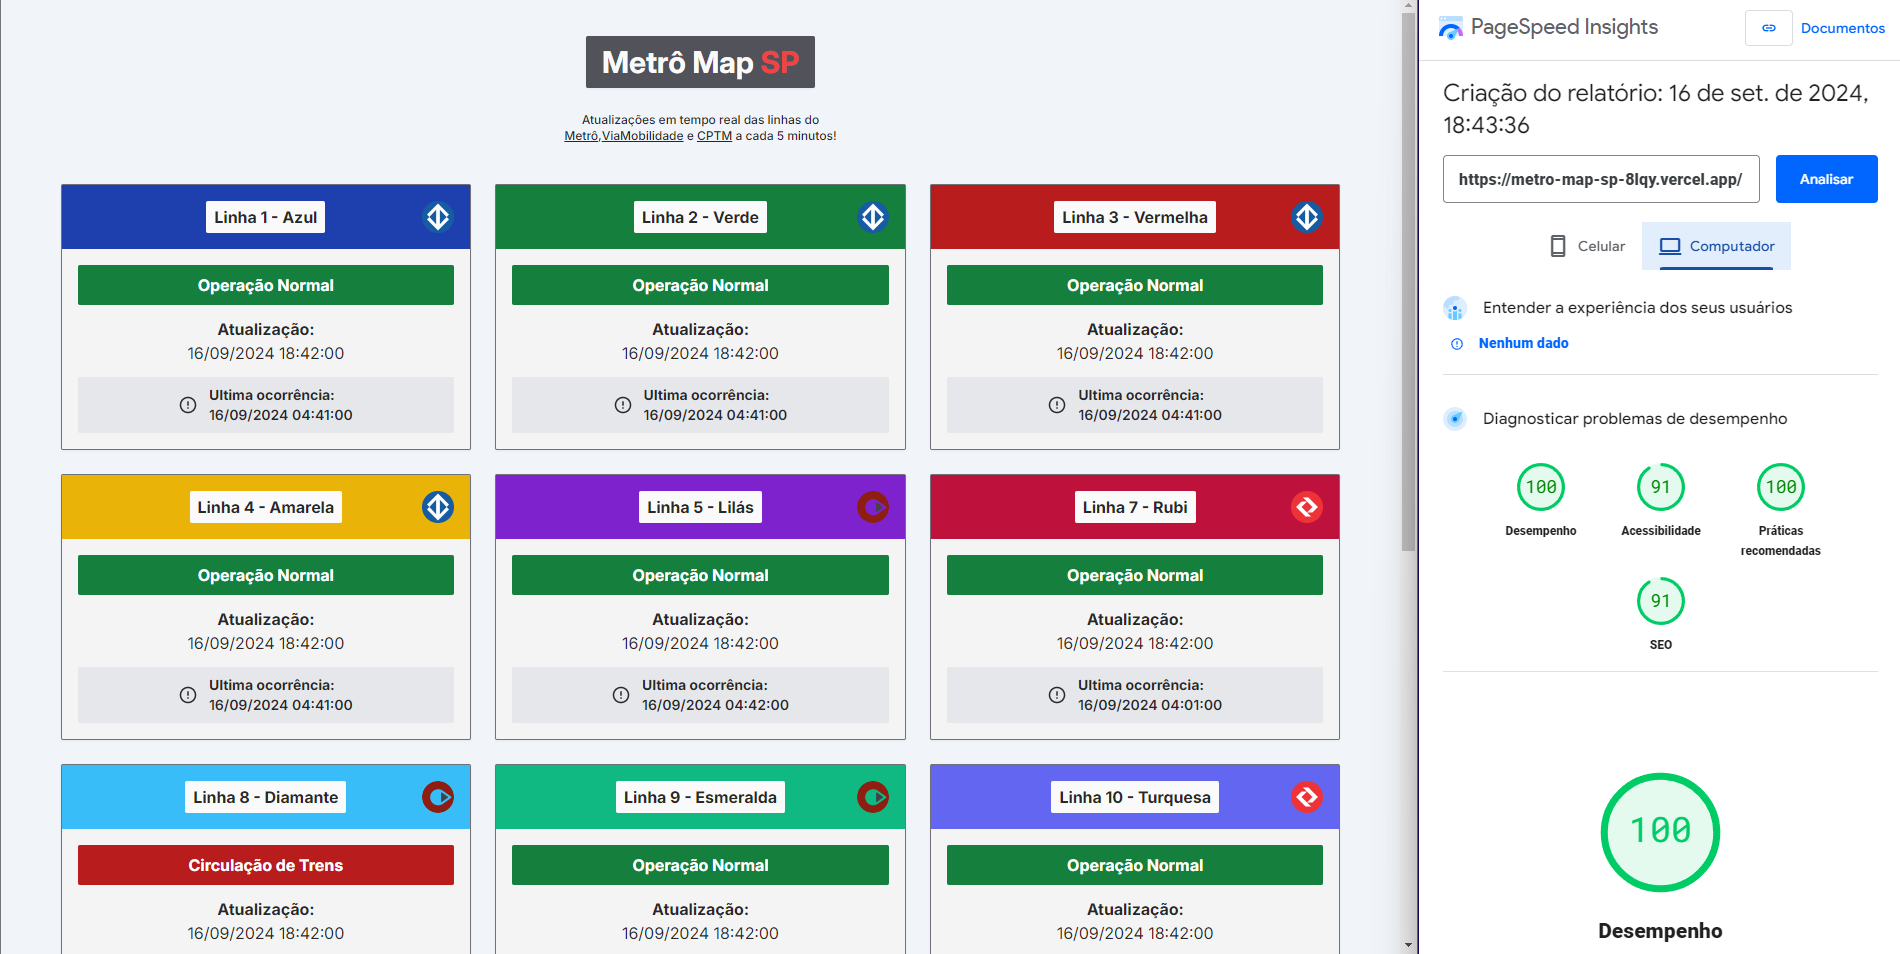 Metrô Map SP
Atualizações em tempo real das linhas do
Metrô,ViaMobilidade e CPTM a cada 5 minutos!
Linha 1 - Azul
Operação Normal
Atualização:
16/09/2024 18:42:00
Ultima ocorrência:
16/09/2024 04:41:00
Linha 2 - Verde
Operação Normal
Atualização:
16/09/2024 18:42:00
Ultima ocorrência:
16/09/2024 04:41:00
Linha 3 - Vermelha
Operação Normal
Atualização:
16/09/2024 18:42:00
Ultima ocorrência:
16/09/2024 04:41:00
Linha 4 - Amarela
Operação Normal
Atualização:
16/09/2024 18:42:00
Ultima ocorrência:
16/09/2024 04:41:00
Linha 5 - Lilás
Operação Normal
Atualização:
16/09/2024 18:42:00
Ultima ocorrência:
16/09/2024 04:42:00
Linha 7 - Rubi
Operação Normal
Atualização:
16/09/2024 18:42:00
Ultima ocorrência:
16/09/2024 04:01:00
Linha 8 - Diamante
Circulação de Trens
Atualização:
16/09/2024 18:42:00
Linha 9 - Esmeralda
Operação Normal
Atualização:
16/09/2024 18:42:00
Linha 10 - Turquesa
Operação Normal
Atualização:
16/09/2024 18:42:00
PageSpeed Insights
Documentos
Criação do relatório: 16 de set. de 2024,
18:43:36
https://metro-map-sp-8lqy.vercel.app/
Analisar
Celular
Computador
Entender a experiência dos seus usuários
Nenhum dado
Diagnosticar problemas de desempenho
100
Desempenho
91
Acessibilidade
100
Práticas
recomendadas
91
SEO
100
Desempenho